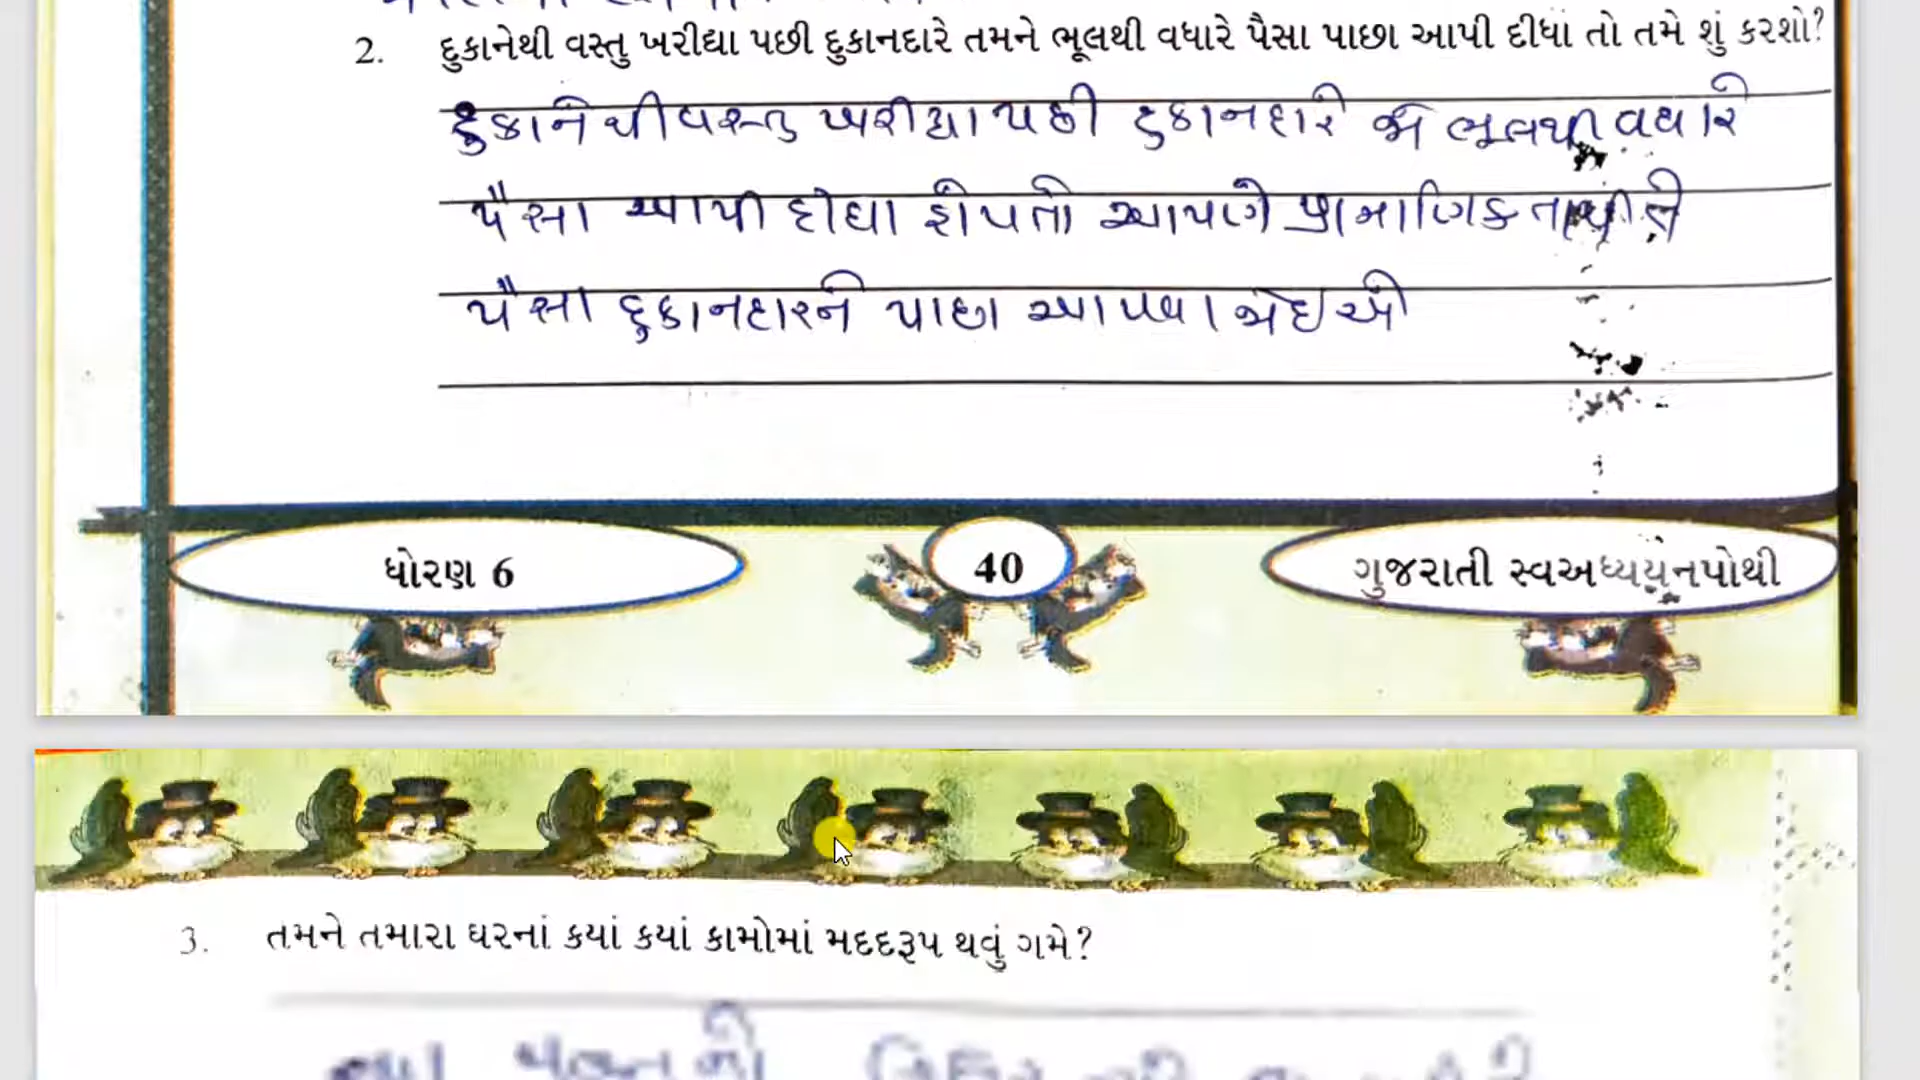 2. દુકાનેથી વસ્તુ ખરીદ્યા પછી દુકાનદારે તમને ભૂલથી વધારે પૈસા પાછા આપી દીધાં તો તમે શું કરશો?
દુકાનેથી વસ્તુ ખરીદ્યા પછી દુકાનદારે જો ભૂલથી વધારે
પૈસા આપી દીધા હોય તો આપણે પ્રામાણિકતાથી તે
પૈસા દુકાનદારને પાછા આપવા જોઇએ
ધોરણ 6
40
ગુજરાતી સ્વઅધ્યયનપોથી
3. તમને તમારા ઘરનાં કયાં કયાં કામોમાં મદદરૂપ થવું ગમે?